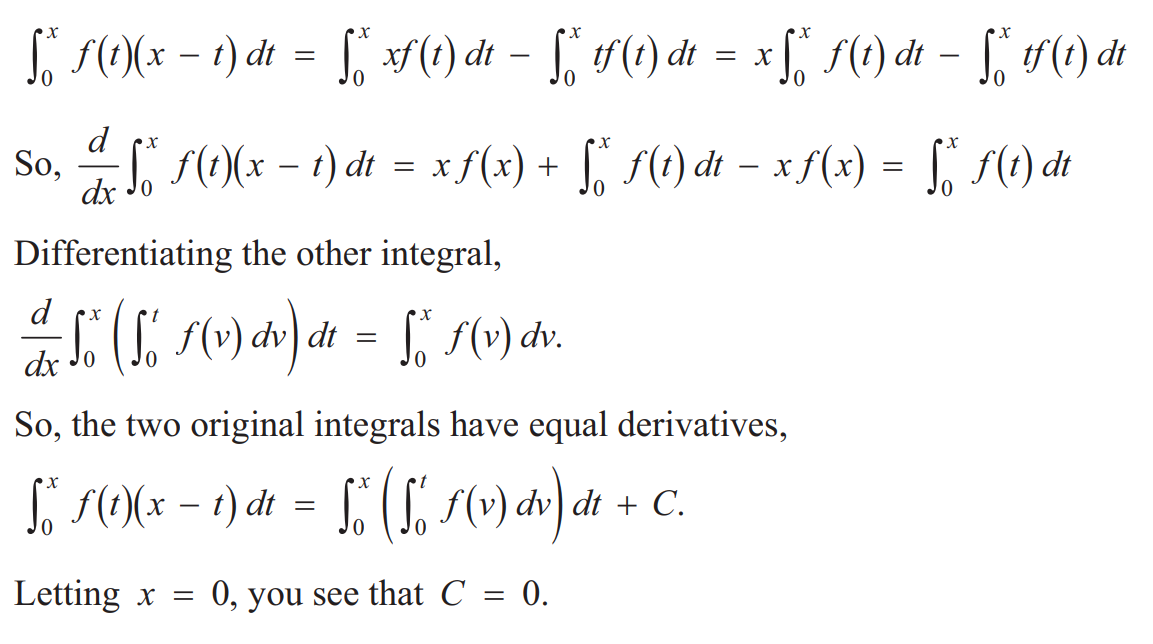 ∫₀ˣ f(t)(x − t) dt = ∫₀ˣ xf(t) dt − ∫₀ˣ tf(t) dt = x∫₀ˣ f(t) dt − ∫₀ˣ tf(t) dt
So, d/dx ∫₀ˣ f(t)(x − t) dt = x f(x) + ∫₀ˣ f(t) dt − x f(x) = ∫₀ˣ f(t) dt
Differentiating the other integral,
d/dx ∫₀ˣ (∫₀ᵗ f(v) dv) dt = ∫₀ˣ f(v) dv.
So, the two original integrals have equal derivatives,
∫₀ˣ f(t)(x − t) dt = ∫₀ˣ (∫₀ᵗ f(v) dv) dt + C.
Letting x = 0, you see that C = 0.